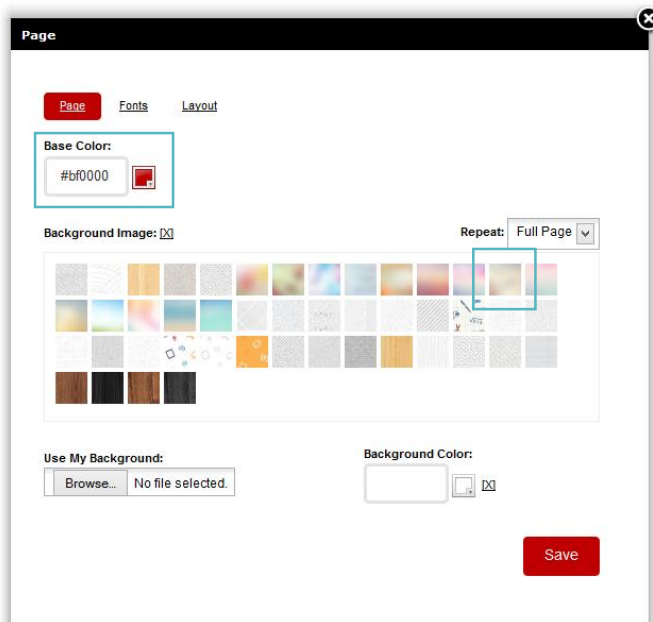 Page
Page Fonts Layout
Base Color:
#bf0000
Background Image: [X] Repeat: Full Page
Use My Background: Background Color:
Browse... No file selected. [X]
Save